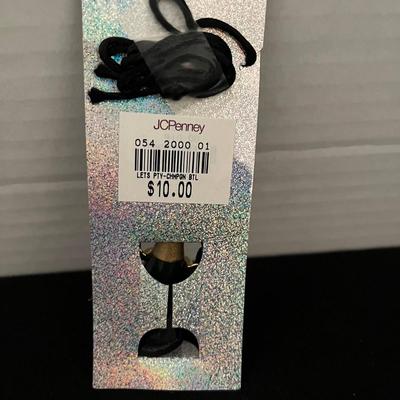 JCPenney
054 2000 01
LETS PTY-CHMPGN BTL
$10.00